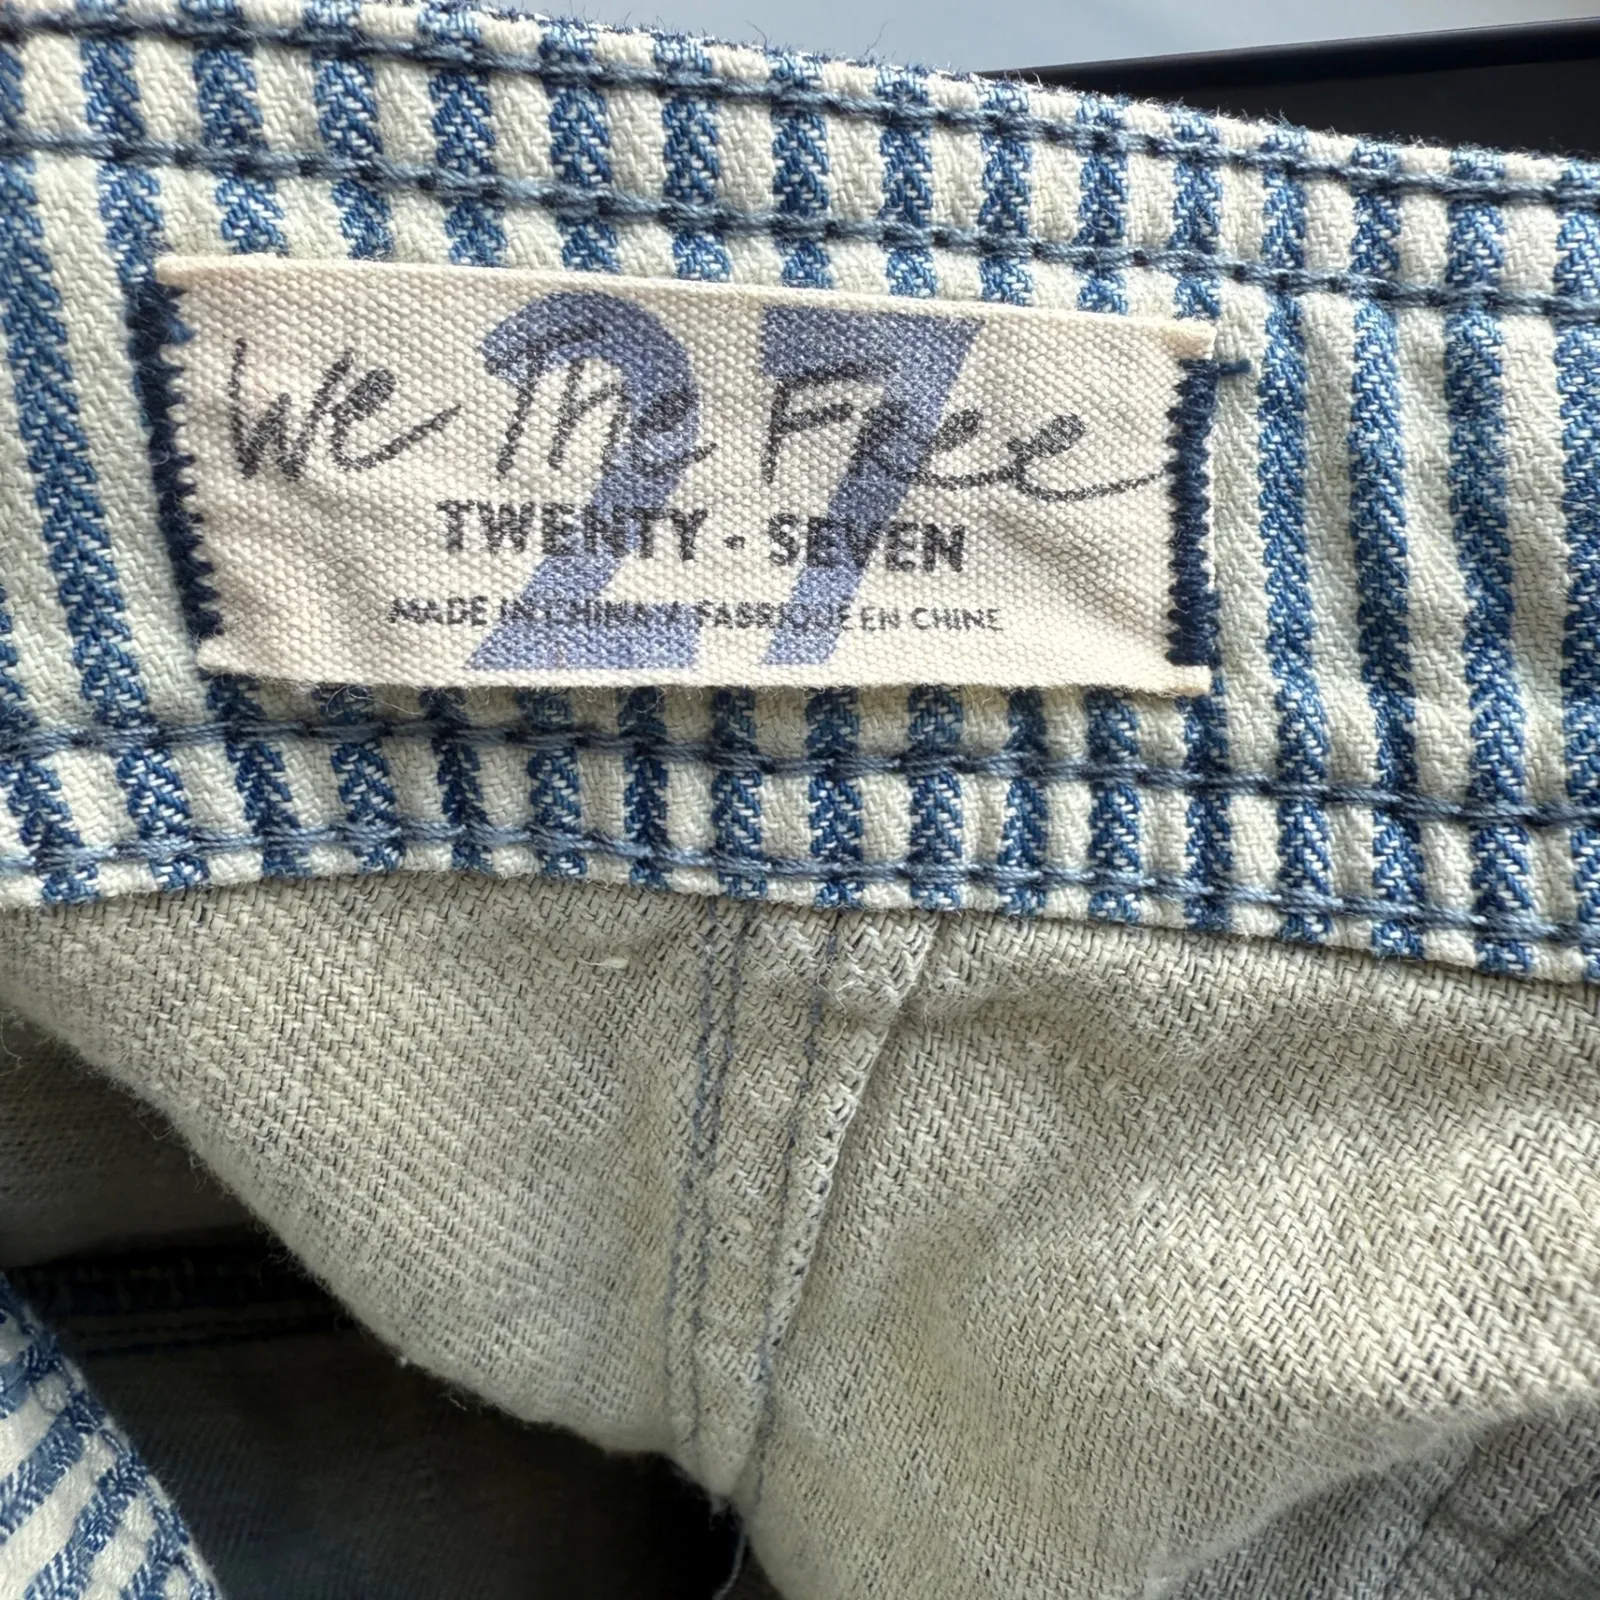 27
We The Free
TWENTY - SEVEN
MADE IN CHINA / FABRIQUE EN CHINE